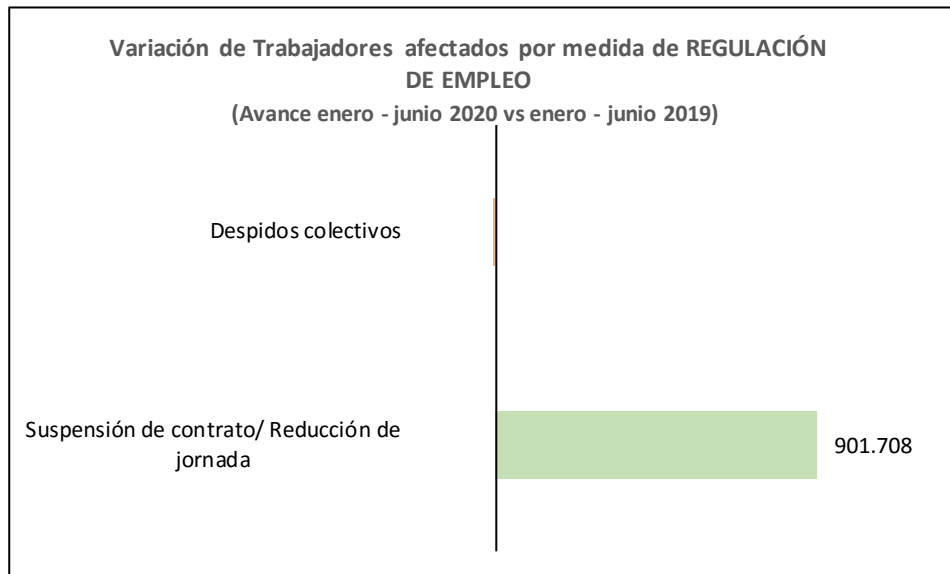 Variación de Trabajadores afectados por medida de REGULACIÓN
DE EMPLEO
(Avance enero - junio 2020 vs enero - junio 2019)
Despidos colectivos
Suspensión de contrato/ Reducción de
jornada
901.708